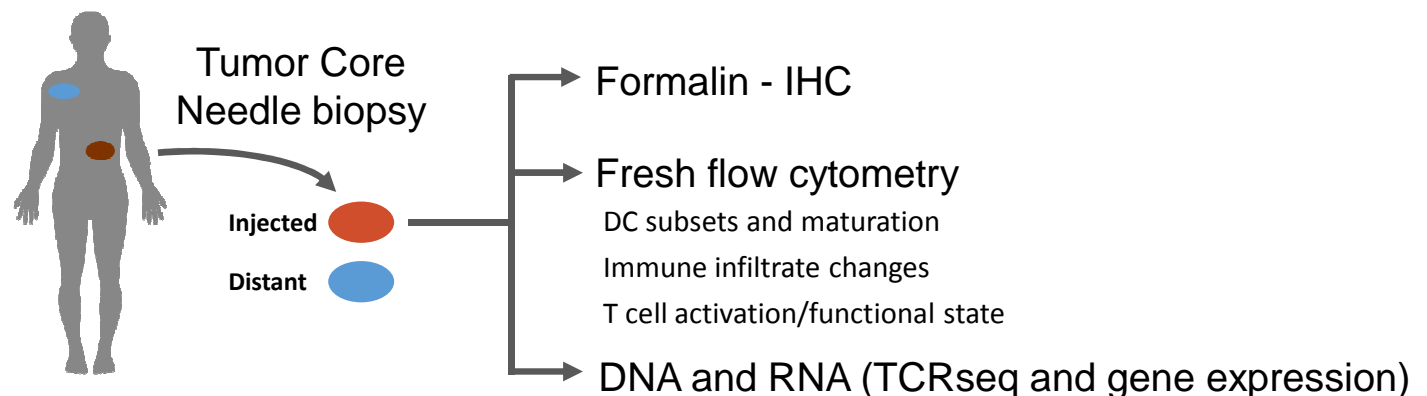 Tumor Core
Needle biopsy
Injected
Distant
Formalin - IHC
Fresh flow cytometry
DC subsets and maturation
Immune infiltrate changes
T cell activation/functional state
DNA and RNA (TCRseq and gene expression)